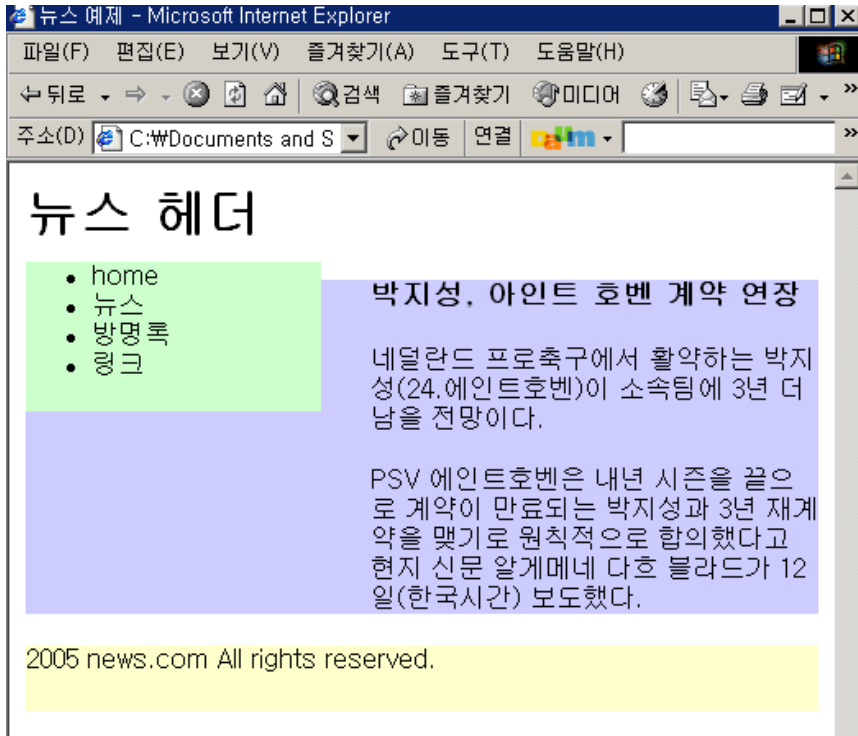 뉴스 예제 - Microsoft Internet Explorer
파일(F) 편집(E) 보기(V) 즐겨찾기(A) 도구(T) 도움말(H)
뒤로 검색 즐겨찾기 미디어 »
주소(D) C:\Documents and S 이동 연결 Daum »
뉴스 헤더
• home
• 뉴스
• 방명록
• 링크
박지성, 아인트 호벤 계약 연장
네덜란드 프로축구에서 활약하는 박지
성(24.에인트호벤)이 소속팀에 3년 더
남을 전망이다.
PSV 에인트호벤은 내년 시즌을 끝으
로 계약이 만료되는 박지성과 3년 재계
약을 맺기로 원칙적으로 합의했다고
현지 신문 알게메네 다흐 블라드가 12
일(한국시간) 보도했다.
2005 news.com All rights reserved.